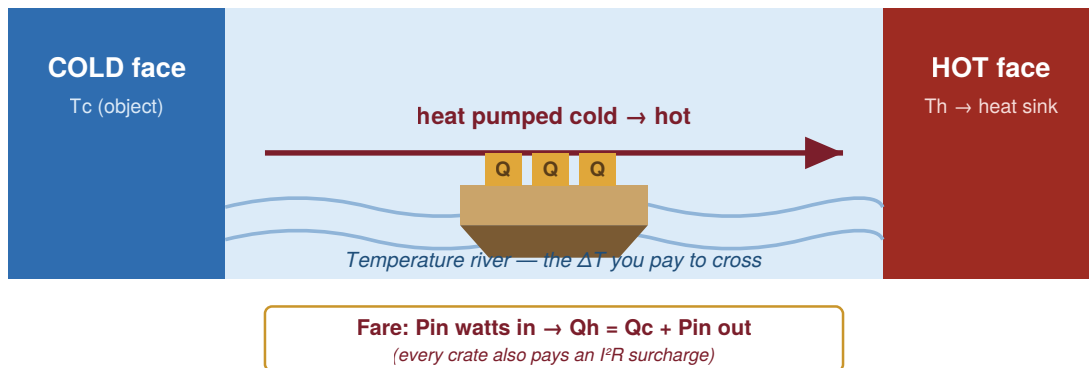 COLD face
Tc (object)
HOT face
Th → heat sink
heat pumped cold → hot
Q Q Q
Temperature river — the ΔT you pay to cross
Fare: Pin watts in → Qh = Qc + Pin out
(every crate also pays an I²R surcharge)